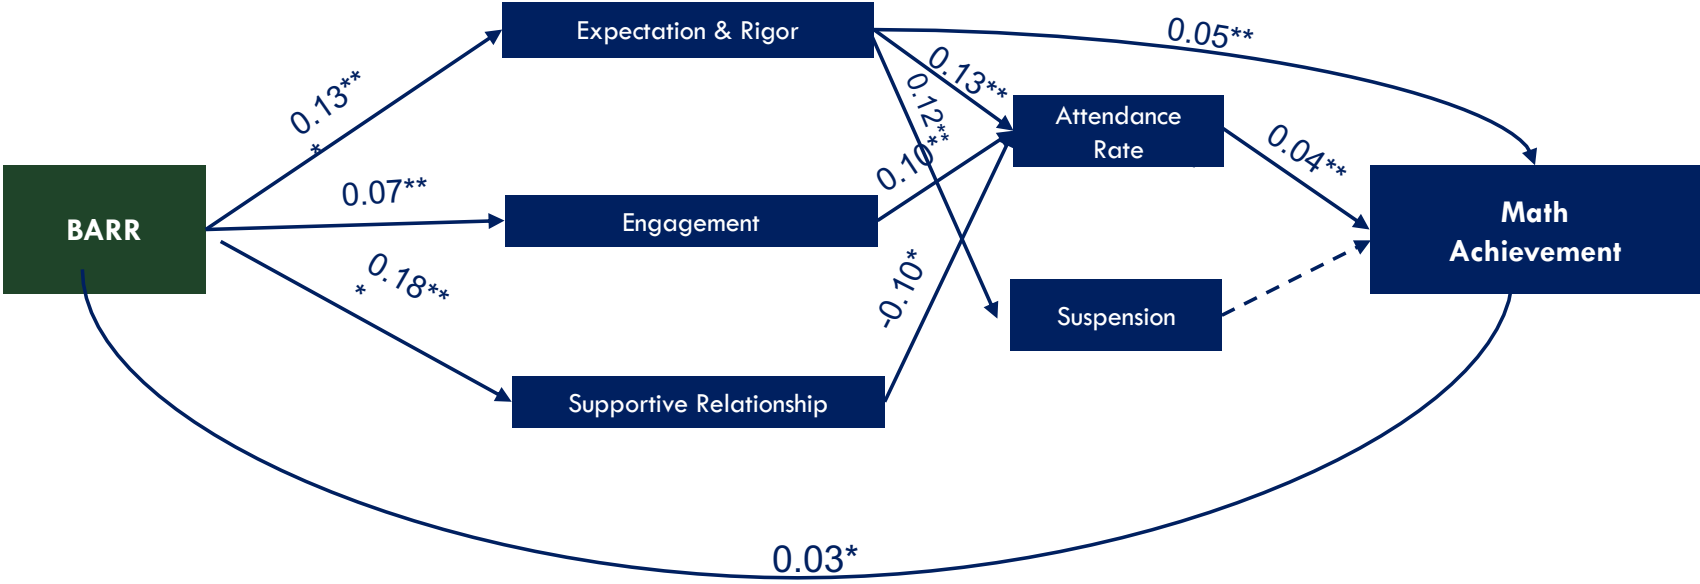 Expectation & Rigor
0.05**
0.13**
0.12**
0.13**
*
Attendance
Rate
0.04**
0.10**
0.07**
BARR
Engagement
Math
Achievement
0.18**
*
-0.10*
Suspension
Supportive Relationship
0.03*